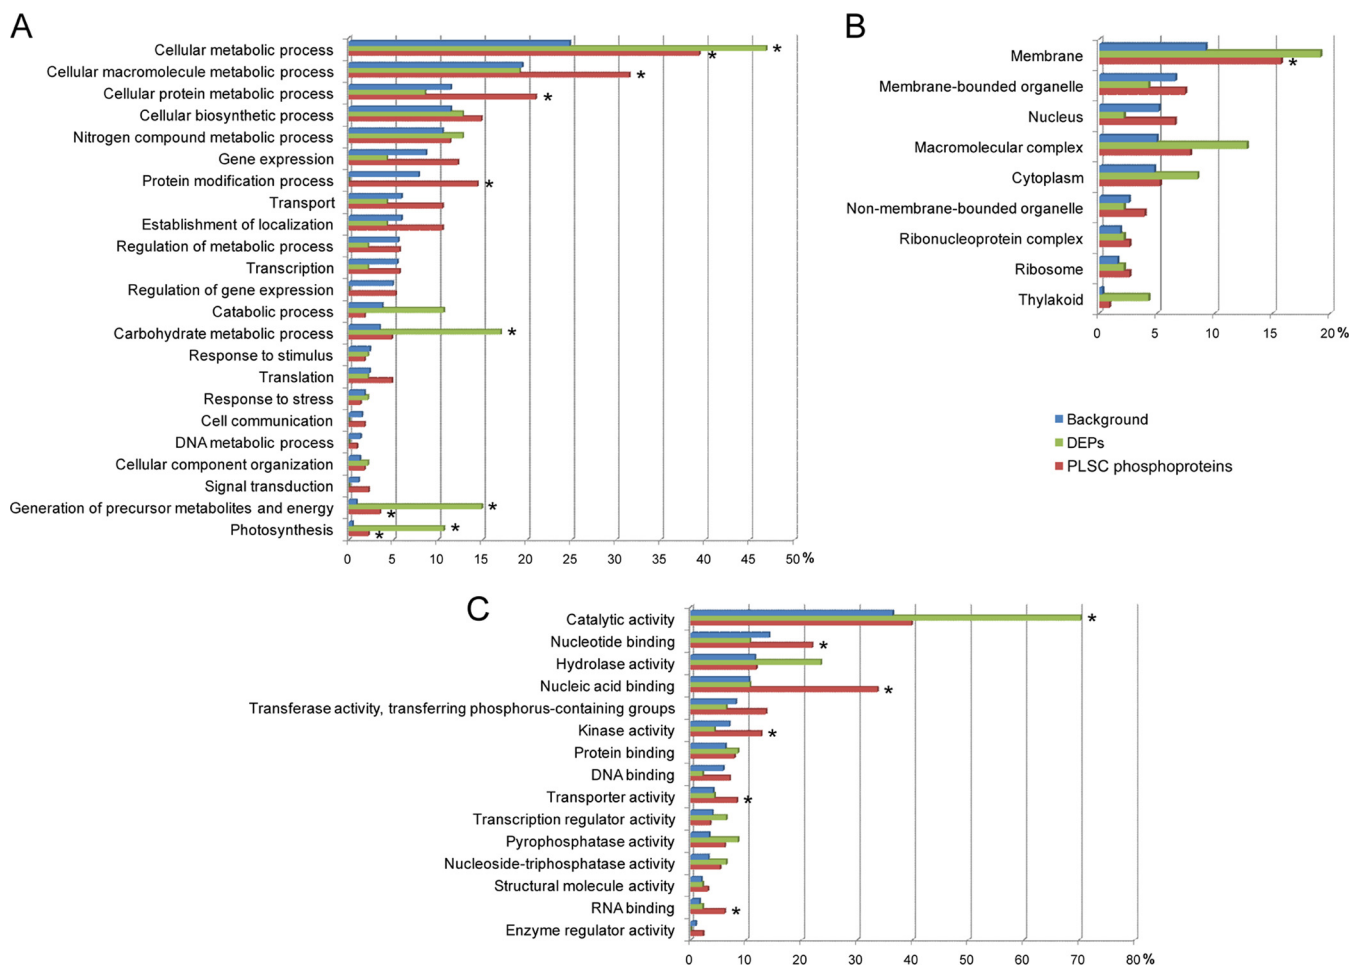 A
Cellular metabolic process
*
*
Cellular macromolecule metabolic process
*
Cellular protein metabolic process
*
Cellular biosynthetic process
Nitrogen compound metabolic process
Gene expression
Protein modification process
*
Transport
Establishment of localization
Regulation of metabolic process
Transcription
Regulation of gene expression
Catabolic process
Carbohydrate metabolic process
*
Response to stimulus
Translation
Response to stress
Cell communication
DNA metabolic process
Cellular component organization
Signal transduction
Generation of precursor metabolites and energy
*
*
Photosynthesis
*
*
0 5 10 15 20 25 30 35 40 45 50 %
B
Membrane
*
Membrane-bounded organelle
Nucleus
Macromolecular complex
Cytoplasm
Non-membrane-bounded organelle
Ribonucleoprotein complex
Ribosome
Thylakoid
0 5 10 15 20 %
Background
DEPs
PLSC phosphoproteins
C
Catalytic activity
*
Nucleotide binding
*
Hydrolase activity
Nucleic acid binding
*
Transferase activity, transferring phosphorus-containing groups
Kinase activity
*
Protein binding
DNA binding
Transporter activity
*
Transcription regulator activity
Pyrophosphatase activity
Nucleoside-triphosphatase activity
Structural molecule activity
RNA binding
*
Enzyme regulator activity
0 10 20 30 40 50 60 70 80 %